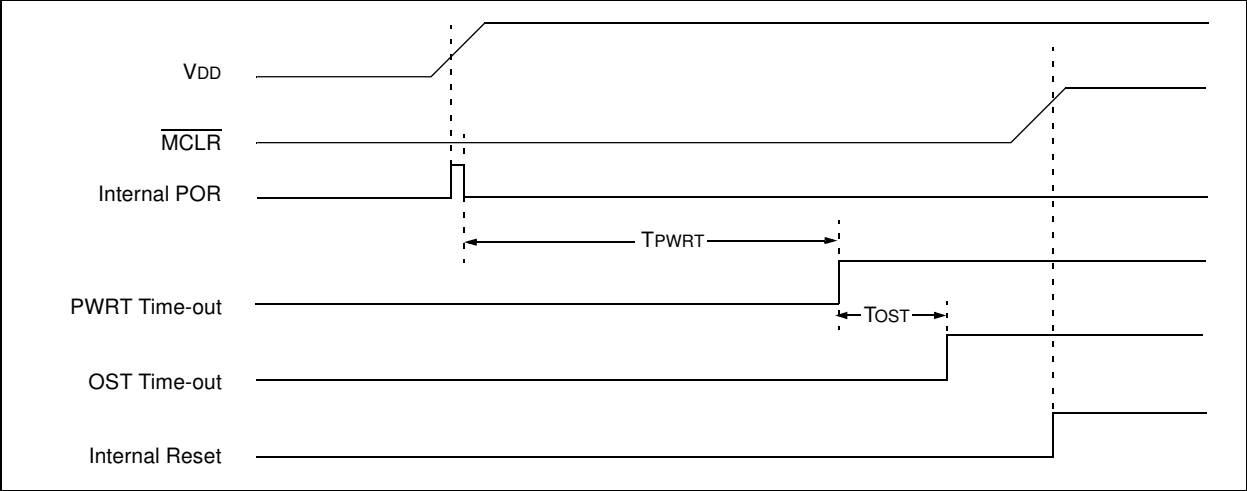 VDD
MCLR
Internal POR
TPWRT
PWRT Time-out
TOST
OST Time-out
Internal Reset